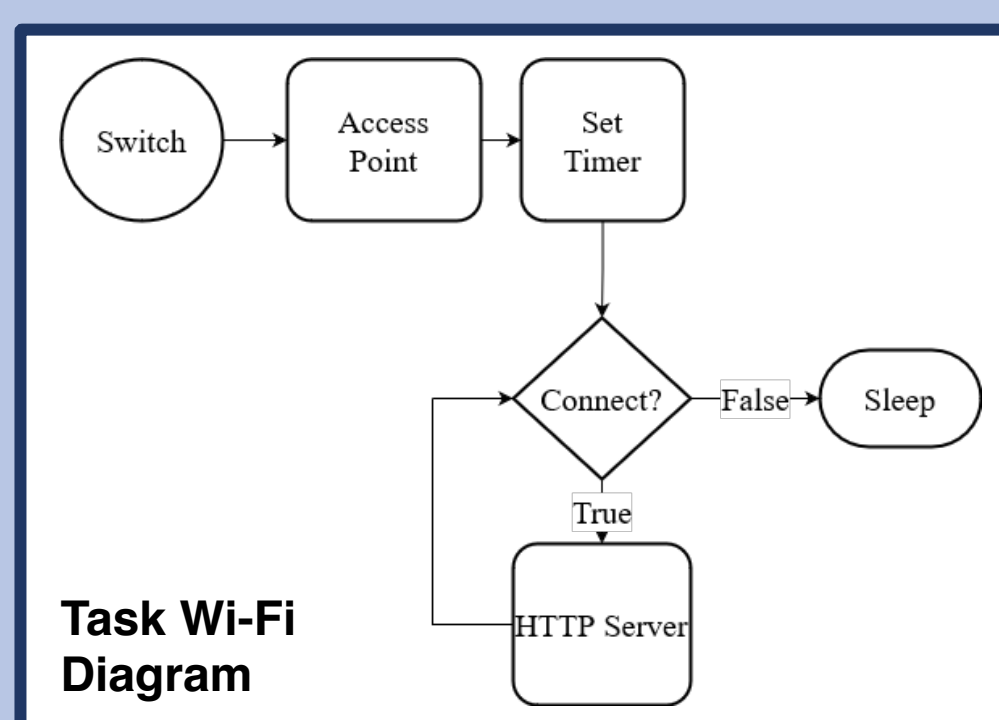 Switch
Access
Point
Set
Timer
Connect?
False
Sleep
True
HTTP Server
Task Wi-Fi
Diagram